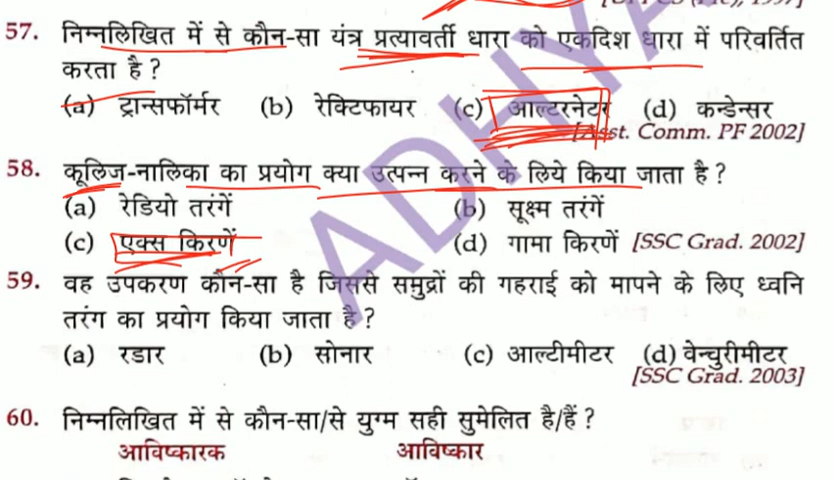 57. निम्नलिखित में से कौन-सा यंत्र प्रत्यावर्ती धारा को एकदिश धारा में परिवर्तित
करता है ?
(a) ट्रान्सफॉर्मर (b) रेक्टिफायर (c) आल्टरनेटर (d) कन्डेन्सर
[Asst. Comm. PF 2002]
58. कूलिज-नालिका का प्रयोग क्या उत्पन्न करने के लिये किया जाता है ?
(a) रेडियो तरंगें (b) सूक्ष्म तरंगें
(c) एक्स किरणें (d) गामा किरणें [SSC Grad. 2002]
59. वह उपकरण कौन-सा है जिससे समुद्रों की गहराई को मापने के लिए ध्वनि
तरंग का प्रयोग किया जाता है ?
(a) रडार (b) सोनार (c) आल्टीमीटर (d) वेन्चुरीमीटर
[SSC Grad. 2003]
60. निम्नलिखित में से कौन-सा/से युग्म सही सुमेलित है/हैं ?
आविष्कारक आविष्कार
ADHYA